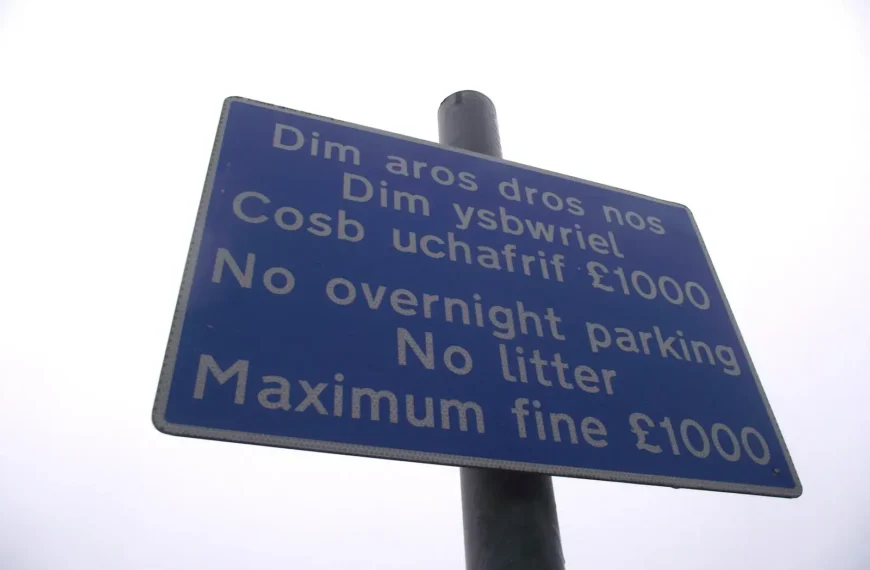 Dim aros dros nos
Dim ysbwriel
Cosb uchafrif £1000
No overnight parking
No litter
Maximum fine £1000